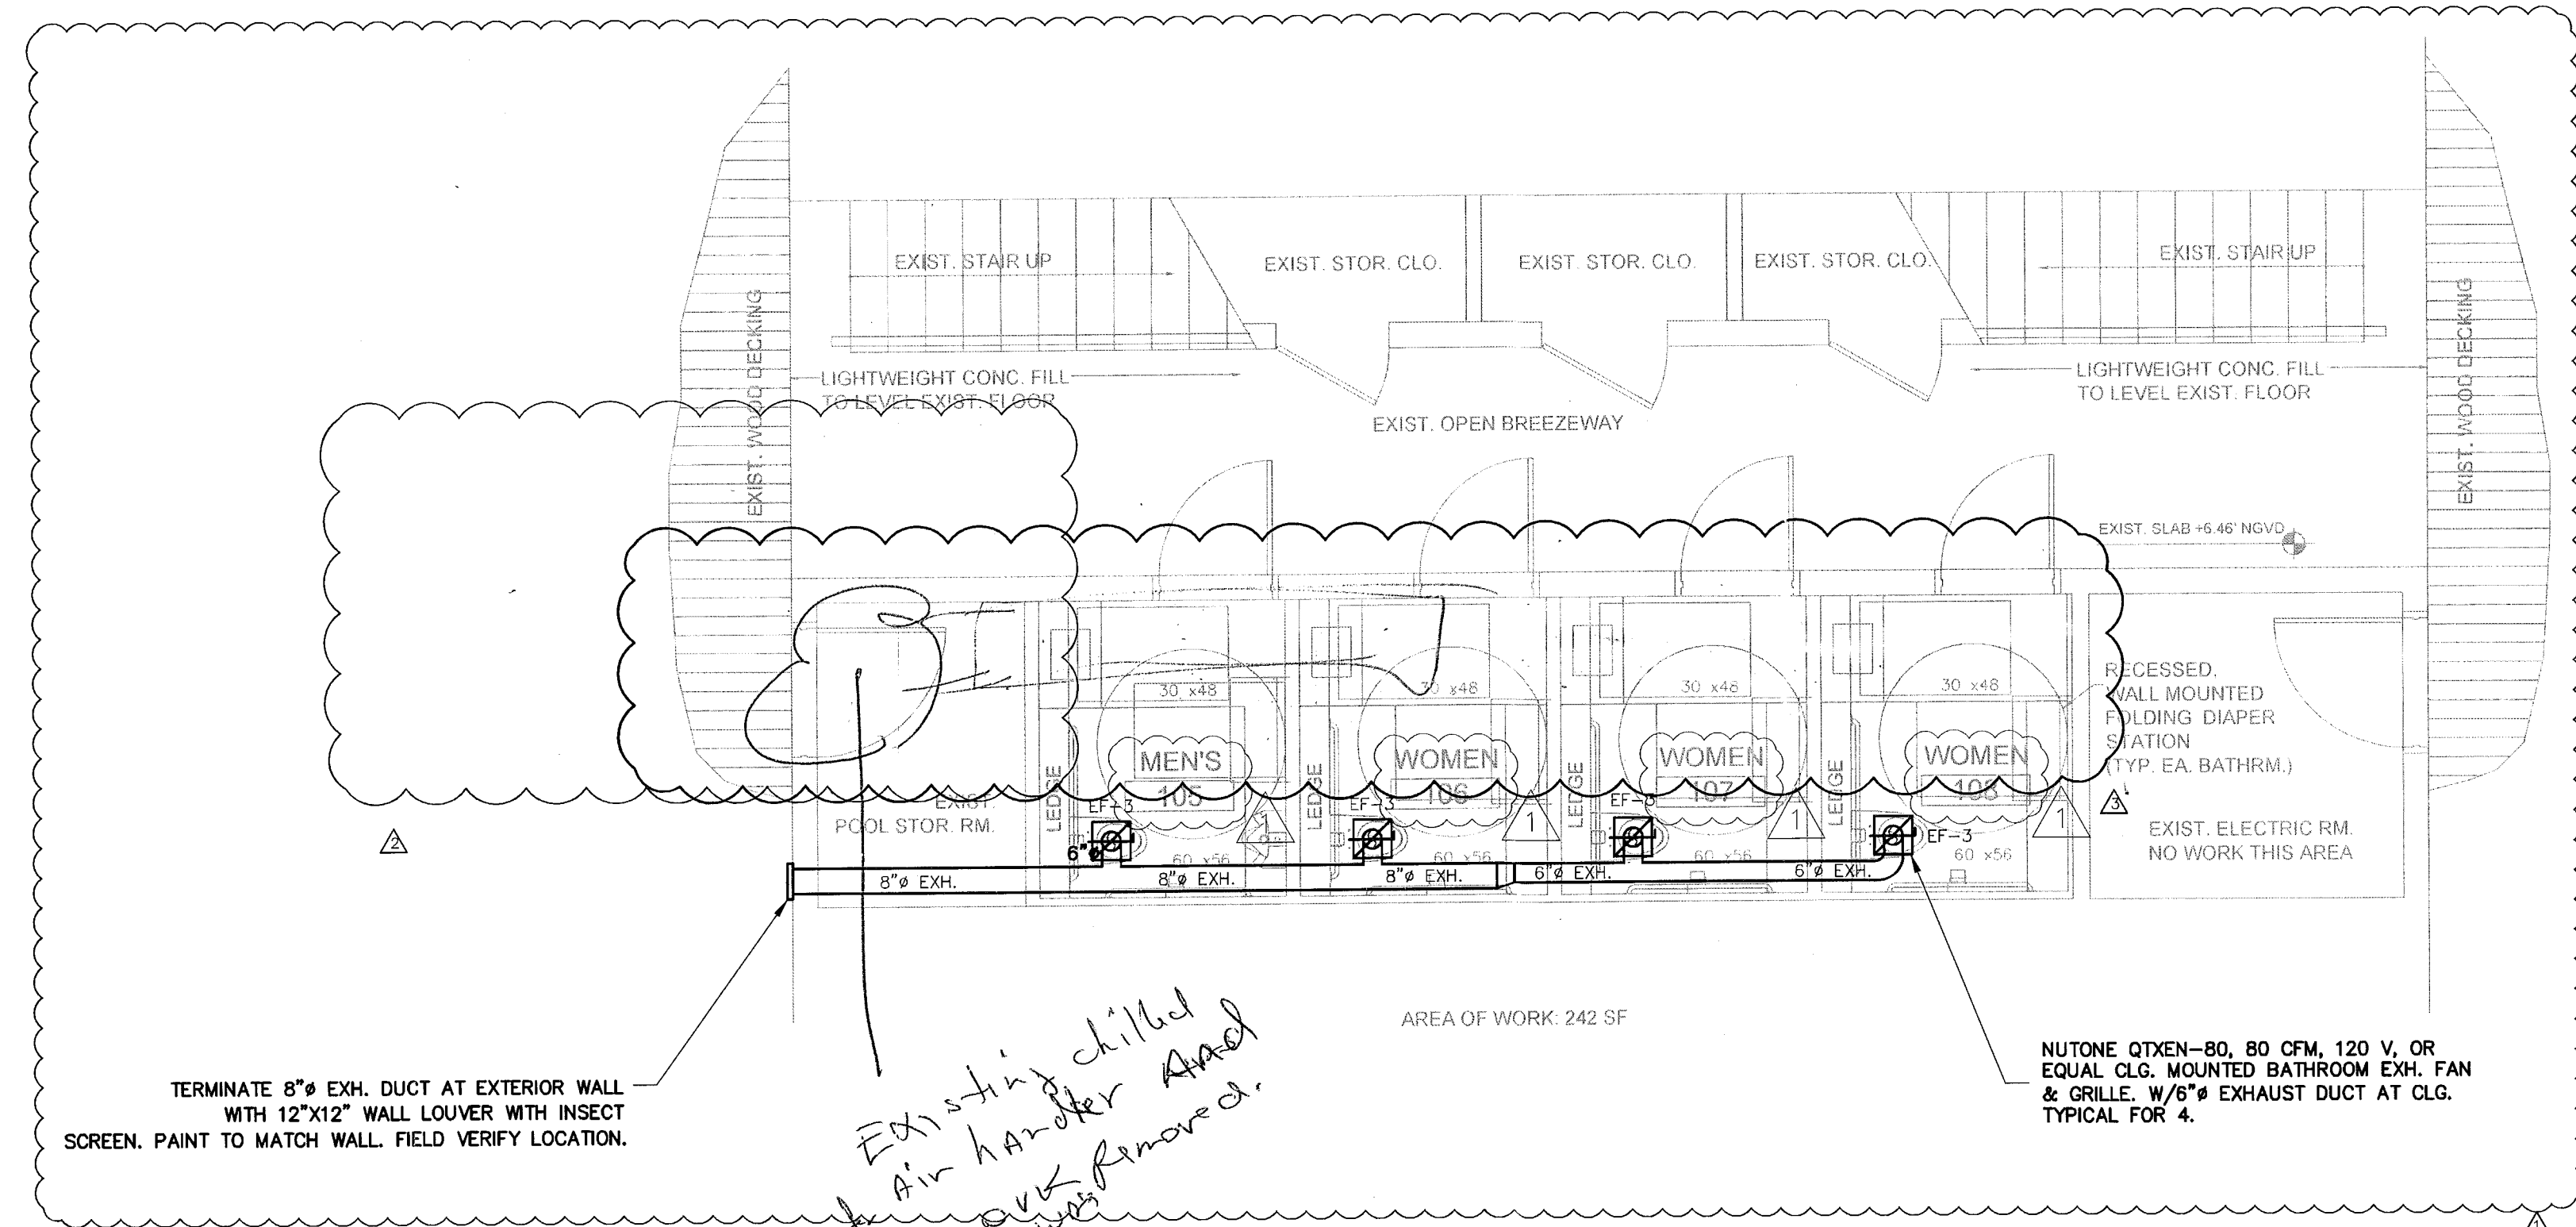 EXIST. STAIR UP
EXIST. STOR. CLO.
EXIST. STOR. CLO.
EXIST. STOR. CLO.
EXIST. STAIR UP
EXIST. WOOD DECKING
EXIST. WOOD DECKING
LIGHTWEIGHT CONC. FILL
TO LEVEL EXIST. FLOOR
LIGHTWEIGHT CONC. FILL
TO LEVEL EXIST. FLOOR
EXIST. OPEN BREEZEWAY
EXIST. SLAB +6.46' NGVD
30 x48
30 x48
30 x48
30 x48
RECESSED.
WALL MOUNTED
FOLDING DIAPER
STATION
(TYP. EA. BATHRM.)
MEN'S
105
WOMEN
106
WOMEN
107
WOMEN
108
LEDGE
LEDGE
LEDGE
LEDGE
EXIST.
POOL STOR. RM.
EF-3
EF-3
EF-3
EF-3
1
1
1
1
2
3
6"ø
60 x56
60 x56
60 x56
60 x56
EXIST. ELECTRIC RM.
NO WORK THIS AREA
8"ø EXH.
8"ø EXH.
8"ø EXH.
6"ø EXH.
6"ø EXH.
AREA OF WORK: 242 SF
TERMINATE 8"ø EXH. DUCT AT EXTERIOR WALL
WITH 12"X12" WALL LOUVER WITH INSECT
SCREEN. PAINT TO MATCH WALL. FIELD VERIFY LOCATION.
NUTONE QTXEN-80, 80 CFM, 120 V, OR
EQUAL CLG. MOUNTED BATHROOM EXH. FAN
& GRILLE. W/6"ø EXHAUST DUCT AT CLG.
TYPICAL FOR 4.
Existing chilled
Air handler And
Removed.
1